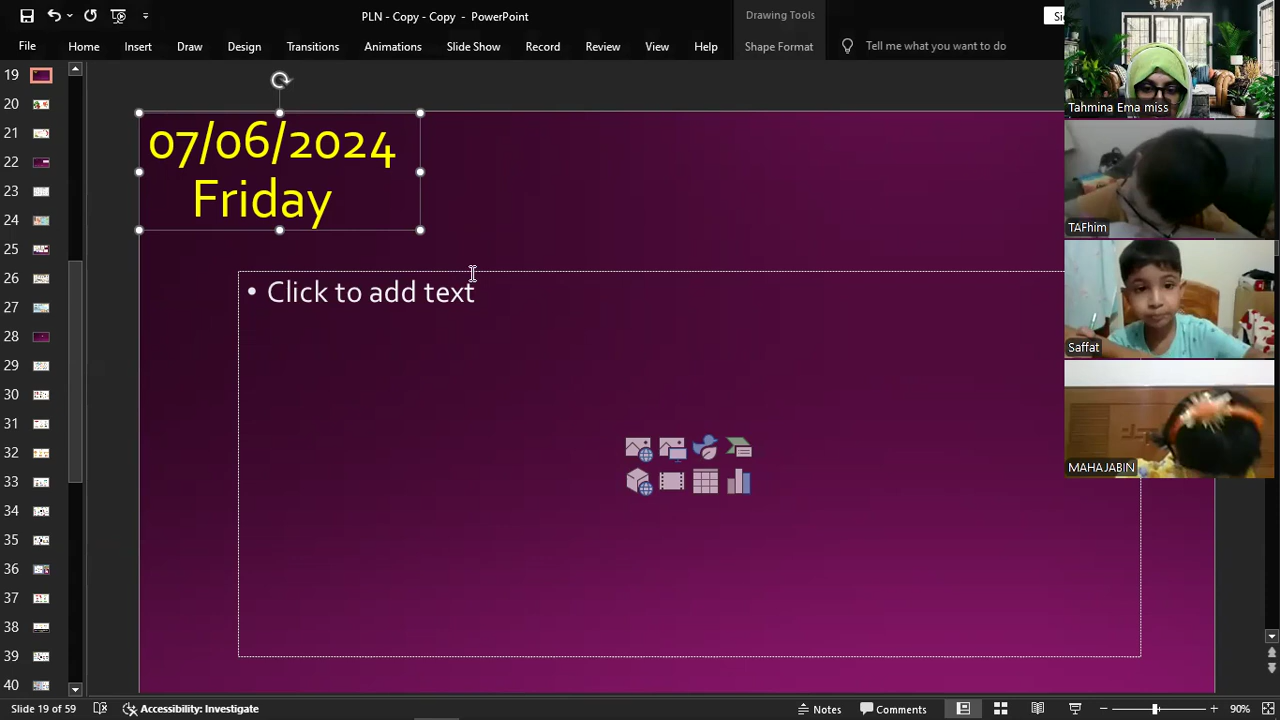 PLN - Copy - Copy - PowerPoint
Drawing Tools
File Home Insert Draw Design Transitions Animations Slide Show Record Review View Help Shape Format Tell me what you want to do
07/06/2024
Friday
• Click to add text
19
20
21
22
23
24
25
26
27
28
29
30
31
32
33
34
35
36
37
38
39
40
Tahmina Ema miss
TAFhim
Saffat
MAHAJABIN
Slide 19 of 59 Accessibility: Investigate Notes Comments 90%